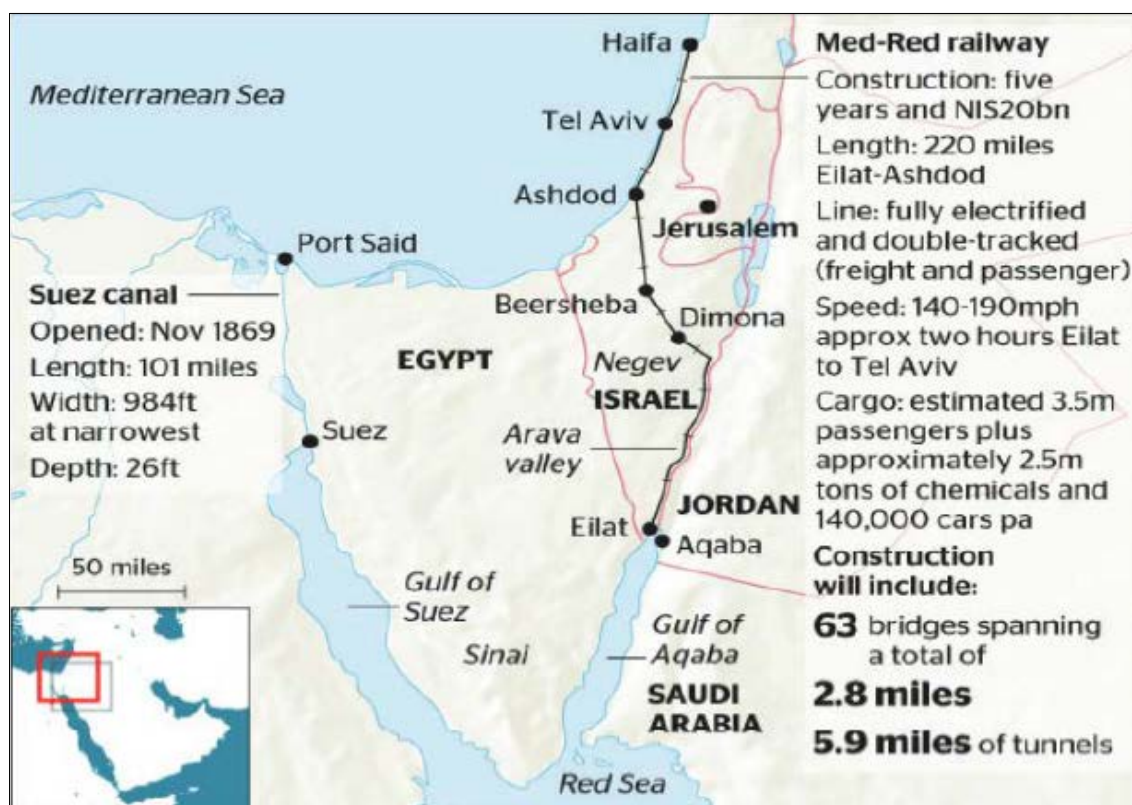 Haifa
Mediterranean Sea
Tel Aviv
Ashdod
Jerusalem
Port Said
Beersheba
Dimona
EGYPT
Negev
ISRAEL
Suez
Arava
valley
JORDAN
Eilat
Aqaba
Gulf of
Suez
Sinai
Gulf of
Aqaba
SAUDI
ARABIA
Red Sea
Suez canal
Opened: Nov 1869
Length: 101 miles
Width: 984ft
at narrowest
Depth: 26ft
50 miles
Med-Red railway
Construction: five
years and NIS20bn
Length: 220 miles
Eilat-Ashdod
Line: fully electrified
and double-tracked
(freight and passenger)
Speed: 140-190mph
approx two hours Eilat
to Tel Aviv
Cargo: estimated 3.5m
passengers plus
approximately 2.5m
tons of chemicals and
140,000 cars pa
Construction
will include:
63 bridges spanning
a total of
2.8 miles
5.9 miles of tunnels